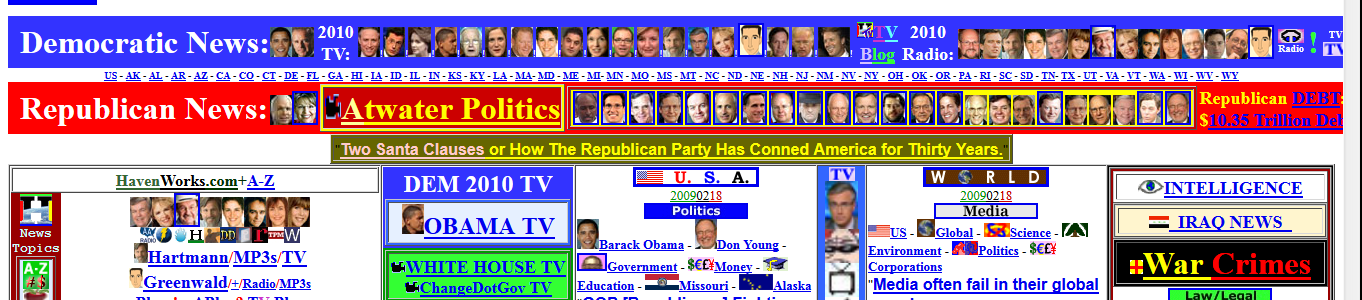 Democratic News: 2010 TV: TV Blog 2010 Radio: Radio ! TV TV
US - AK - AL - AR - AZ - CA - CO - CT - DE - FL - GA - HI - IA - ID - IL - IN - KS - KY - LA - MA- MD - ME - MI- MN - MO - MS - MT - NC - ND - NE - NH - NJ - NM - NV - NY - OH - OK - OR - PA - RI - SC - SD - TN- TX - UT - VA - VT - WA - WI - WV - WY
Republican News: Atwater Politics Republican DEBT:
$10.35 Trillion Deb
"Two Santa Clauses or How The Republican Party Has Conned America for Thirty Years."
HavenWorks.com+A-Z
H
News
Topics
A-Z
AA RADIO H DD TPM W
Hartmann/MP3s/TV
Greenwald/+/Radio/MP3s
DEM 2010 TV
OBAMA TV
WHITE HOUSE TV
ChangeDotGov TV
U. S. A.
20090218
Politics
Barack Obama - Don Young -
Government - $€£¥Money -
Education - Missouri - Alaska
TV
WORLD
20090218
Media
US - Global - Science -
Environment - Politics - $€£¥
Corporations
"Media often fail in their global
INTELLIGENCE
IRAQ NEWS
War Crimes
Law/Legal